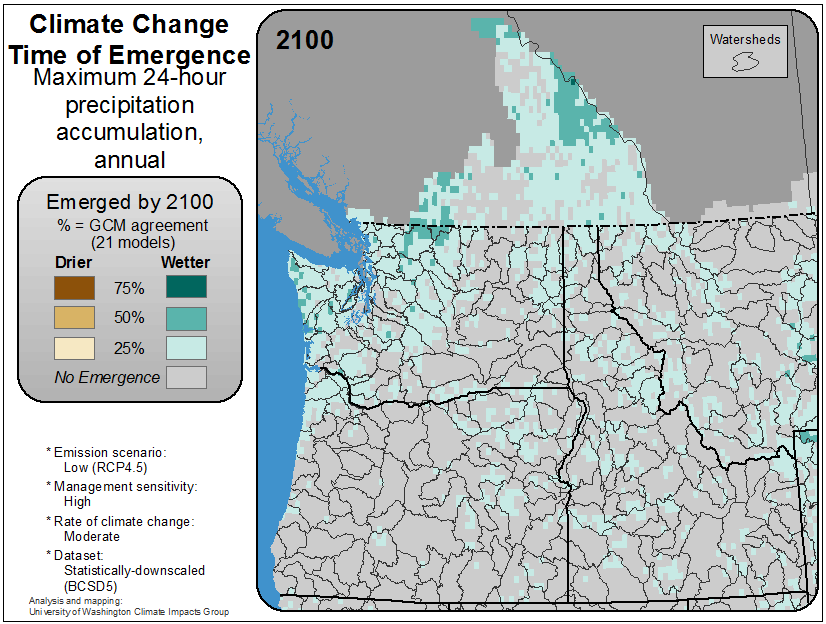 Climate Change
Time of Emergence
Maximum 24-hour
precipitation
accumulation,
annual
Emerged by 2100
% = GCM agreement
(21 models)
Drier Wetter
75%
50%
25%
No Emergence
* Emission scenario:
Low (RCP4.5)
* Management sensitivity:
High
* Rate of climate change:
Moderate
* Dataset:
Statistically-downscaled
(BCSD5)
Analysis and mapping:
University of Washington Climate Impacts Group
2100
Watersheds